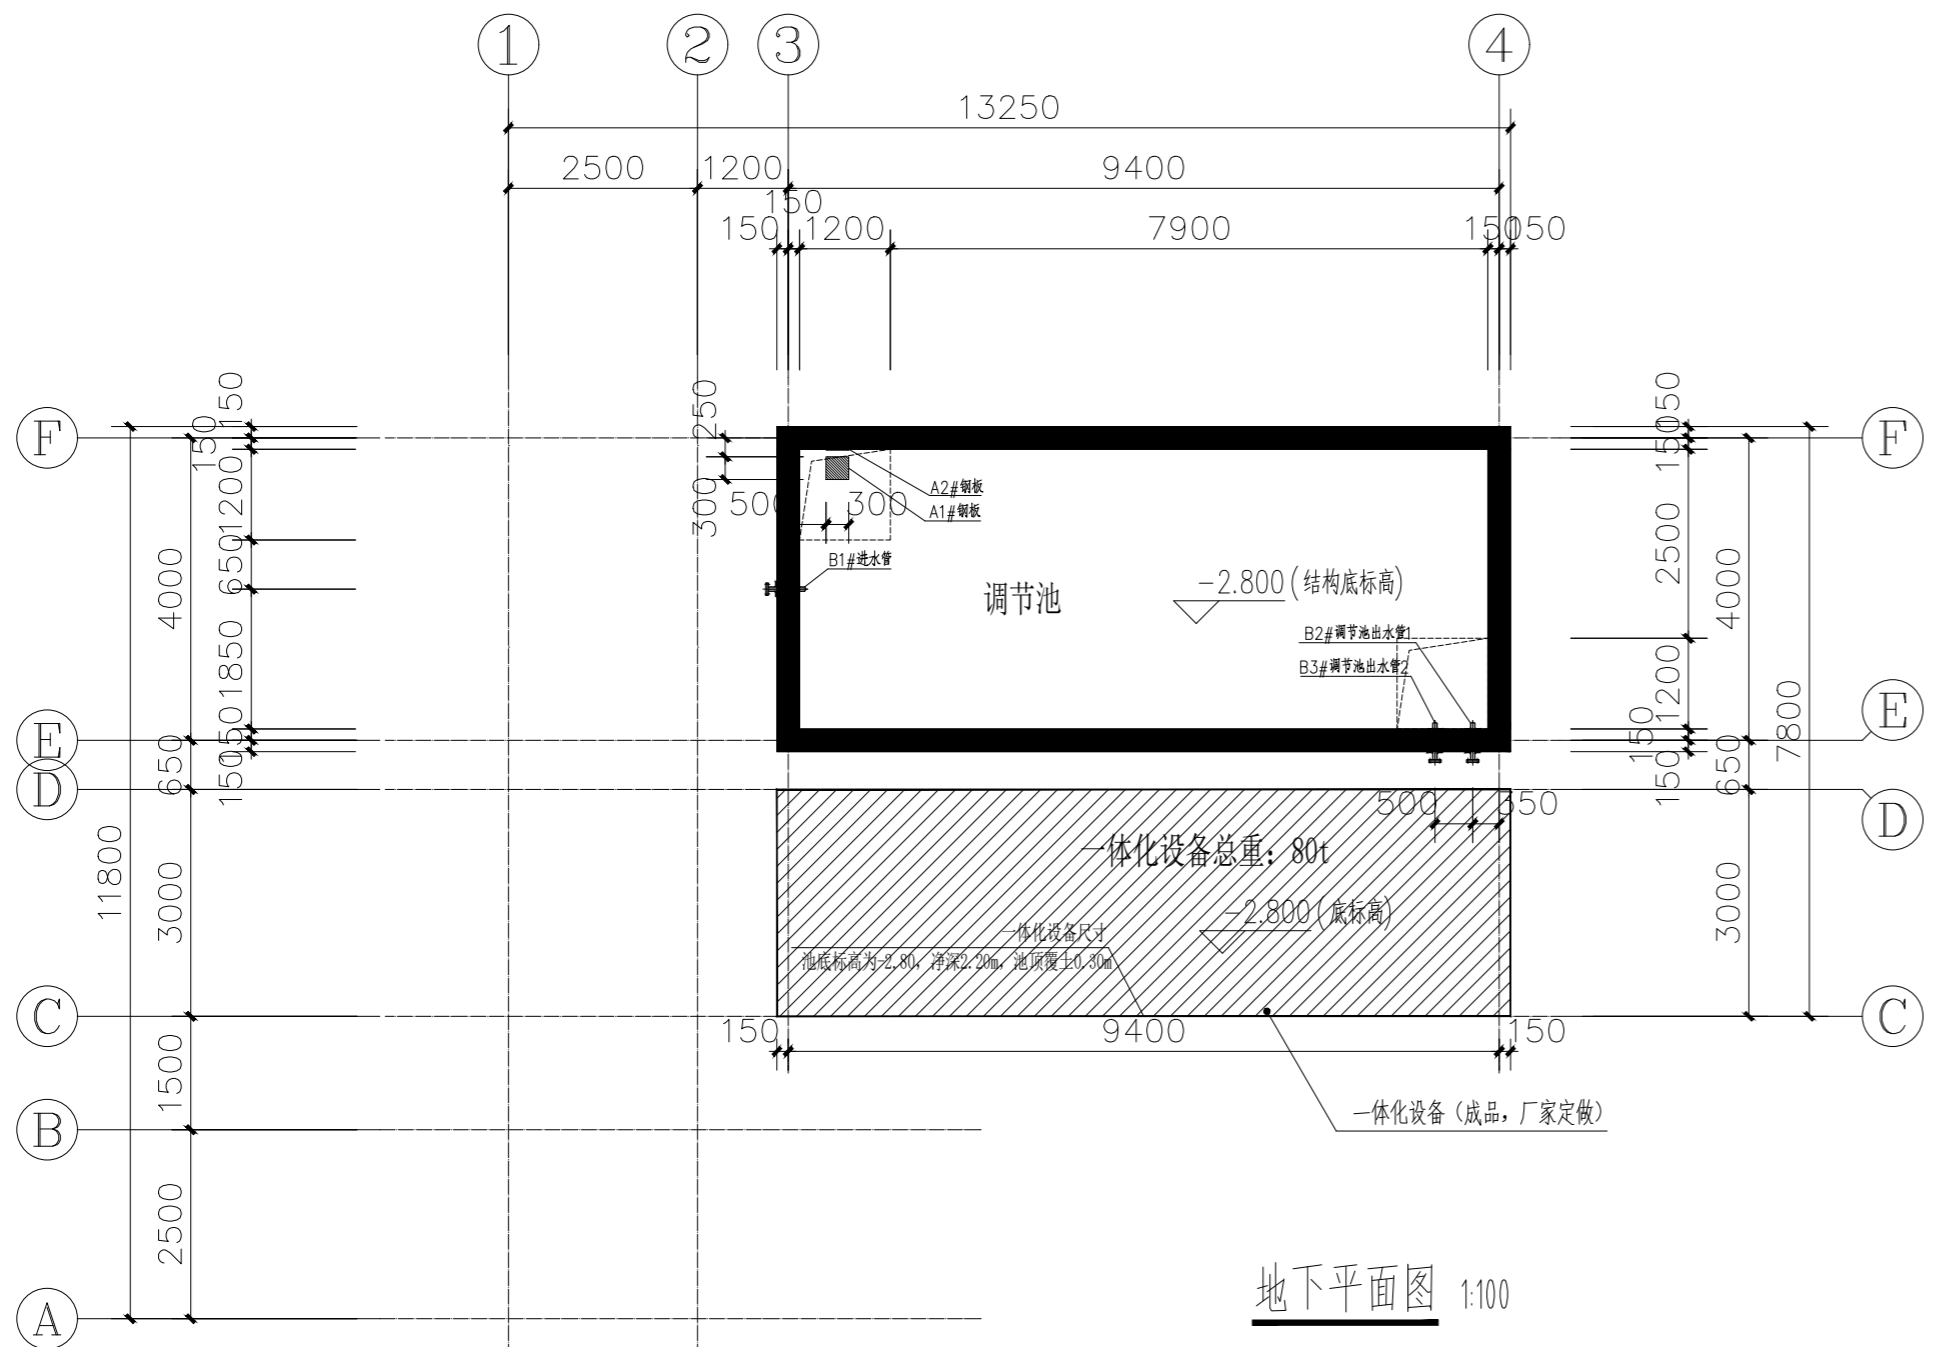 1 2 3 4
13250
2500 1200 9400
150
150 1200 7900 150 150
F
150
150
1200
650
1850
150
150
4000
650
3000
1500
2500
11800
E
D
C
B
A
250
300
500 300
A2#钢板
A1#钢板
B1#进水管
调节池
-2.800(结构底标高)
B2#调节池出水管1
B3#调节池出水管2
F
150
150
2500
1200
150
150
4000
650
3000
7800
E
D
C
500 350
一体化设备总重：80t
-2.800(底标高)
一体化设备尺寸
池底标高为-2.80，净深2.20m，池顶覆土0.30m
150 9400 150
一体化设备（成品，厂家定做）
地下平面图 1:100